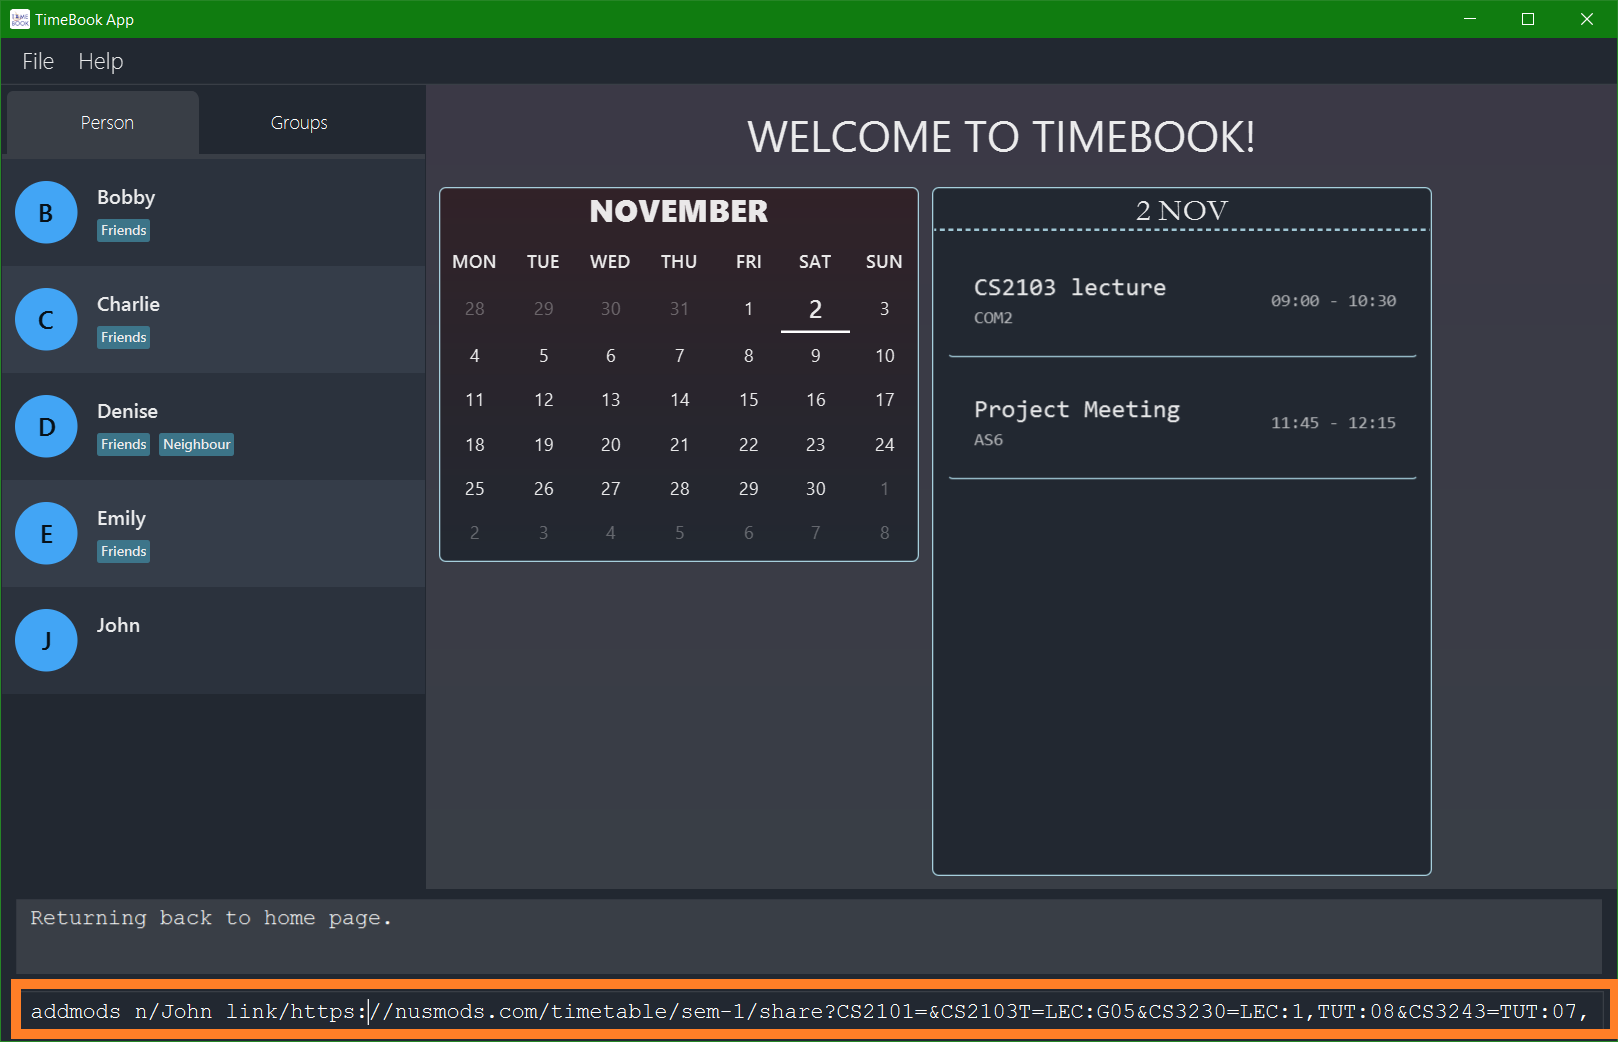 TimeBook App
File Help
Person Groups
B Bobby
Friends
C Charlie
Friends
D Denise
Friends Neighbour
E Emily
Friends
J John
WELCOME TO TIMEBOOK!
NOVEMBER
MON TUE WED THU FRI SAT SUN
28 29 30 31 1 2 3
4 5 6 7 8 9 10
11 12 13 14 15 16 17
18 19 20 21 22 23 24
25 26 27 28 29 30 1
2 3 4 5 6 7 8
2 NOV
CS2103 lecture
COM2
09:00 - 10:30
Project Meeting
AS6
11:45 - 12:15
Returning back to home page.
addmods n/John link/https://nusmods.com/timetable/sem-1/share?CS2101=&CS2103T=LEC:G05&CS3230=LEC:1,TUT:08&CS3243=TUT:07,